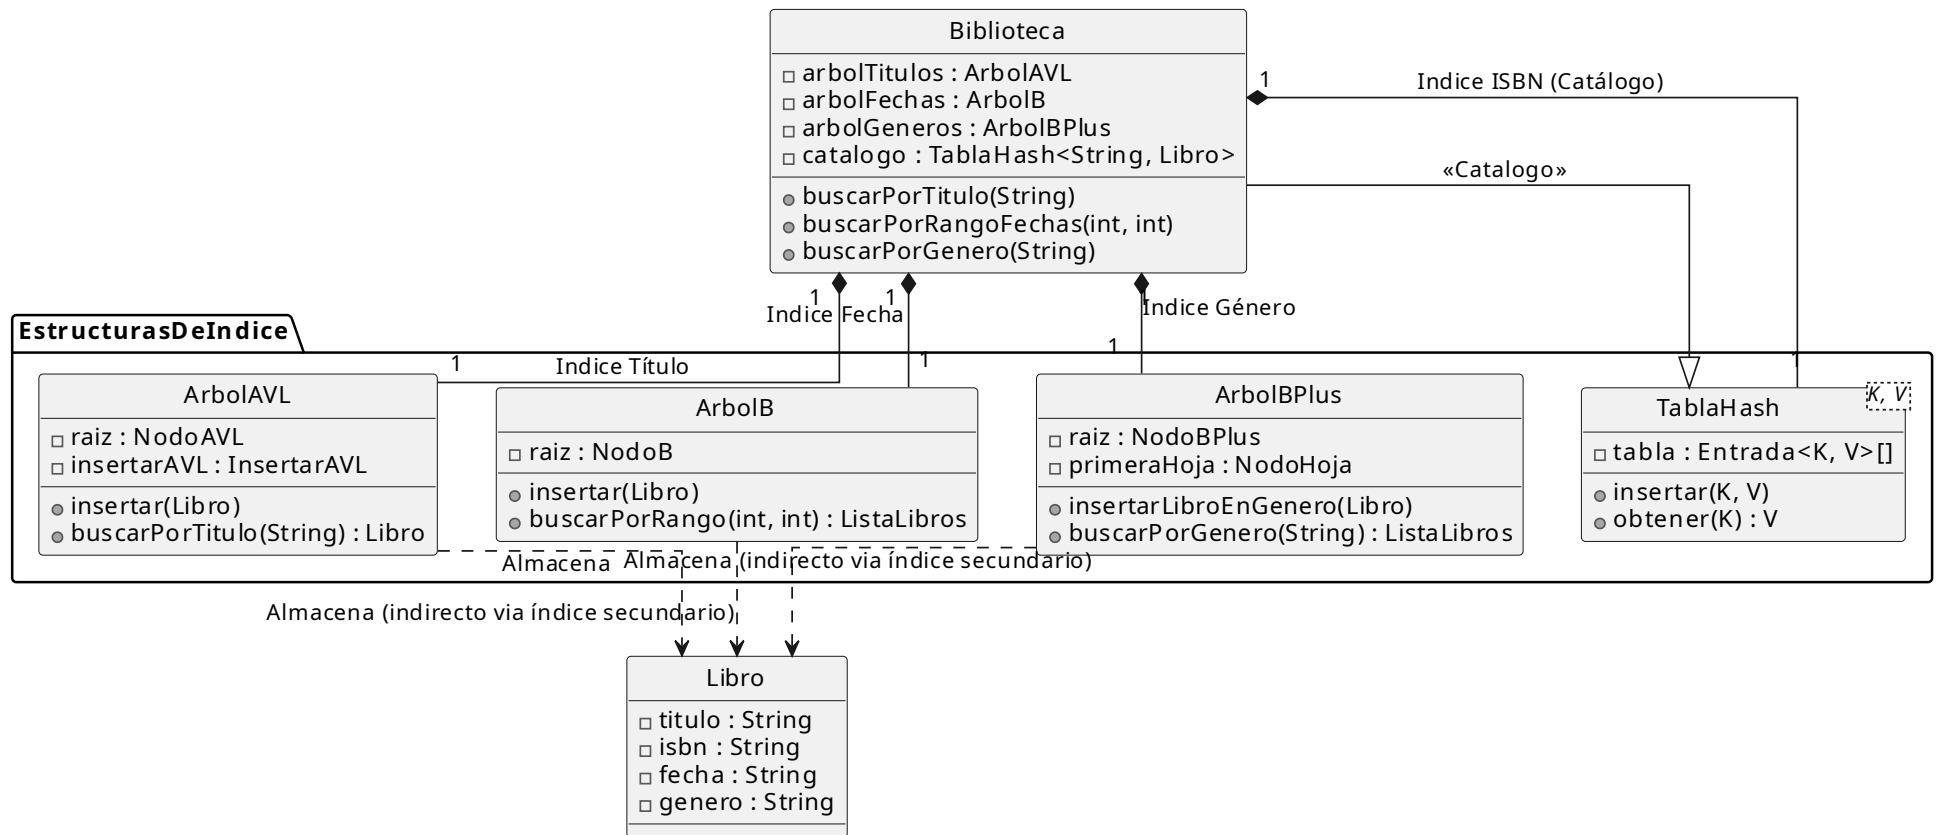 Biblioteca
arbolTitulos : ArbolAVL
arbolFechas : ArbolB
arbolGeneros : ArbolBPlus
catalogo : TablaHash<String, Libro>
buscarPorTitulo(String)
buscarPorRangoFechas(int, int)
buscarPorGenero(String)
1
Indice ISBN (Catálogo)
«Catalogo»
1
1
1
Indice Fecha
Indice Género
EstructurasDeIndice
1
Indice Título
1
1
1
ArbolAVL
raiz : NodoAVL
insertarAVL : InsertarAVL
insertar(Libro)
buscarPorTitulo(String) : Libro
ArbolB
raiz : NodoB
insertar(Libro)
buscarPorRango(int, int) : ListaLibros
ArbolBPlus
raiz : NodoBPlus
primeraHoja : NodoHoja
insertarLibroEnGenero(Libro)
buscarPorGenero(String) : ListaLibros
TablaHash
K, V
tabla : Entrada<K, V>[]
insertar(K, V)
obtener(K) : V
Almacena
Almacena (indirecto via índice secundario)
Almacena (indirecto via índice secundario)
Libro
titulo : String
isbn : String
fecha : String
genero : String